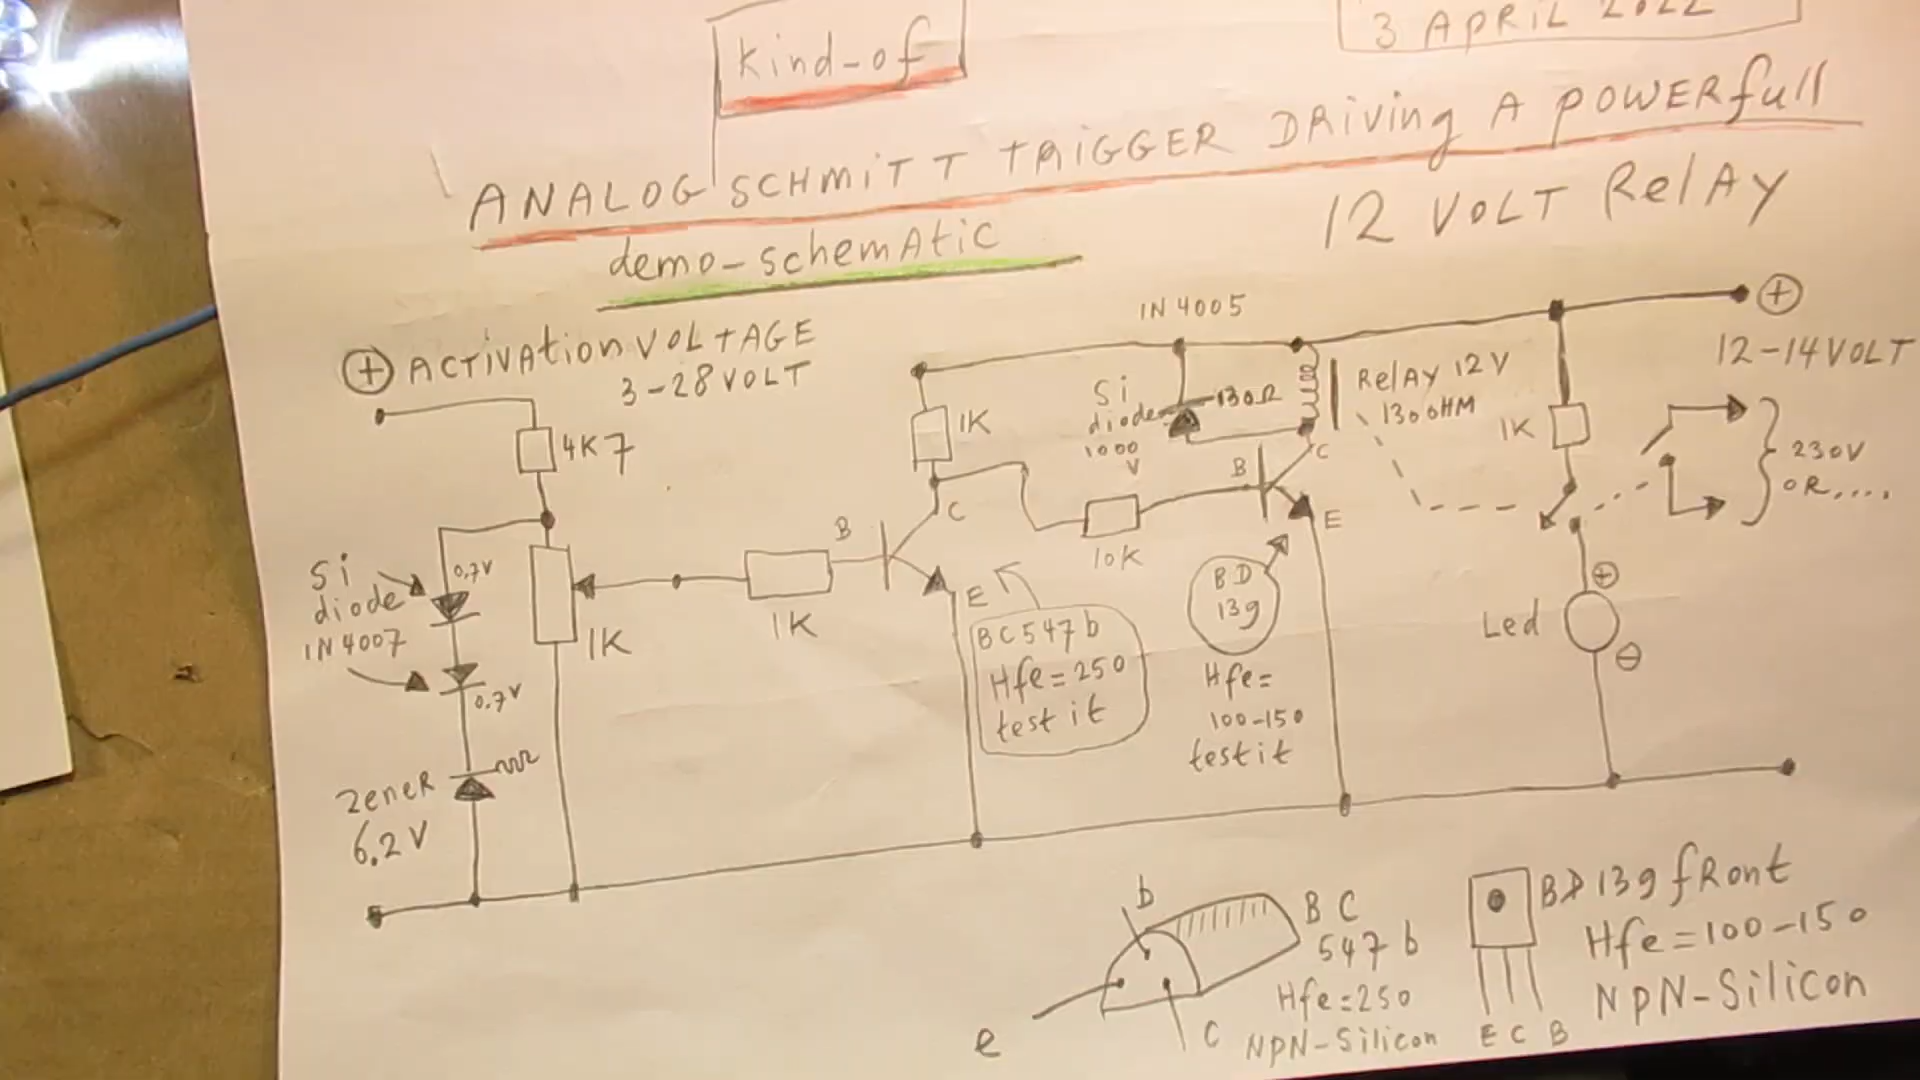 Kind-of
3 APRIL 2022
ANALOG SCHMITT TRIGGER DRIVING A POWERfull
12 VOLT RelAY
demo-schemAtic
IN 4005
+ ACTIVAtion VOLTAGE
3-28 VOLT
+
12-14 VOLT
4K7
1K
Si
diode
1000
V
130Ω
RelAY 12 V
130 OHM
1K
230V
OR....
B
C
B
C
E
E
10K
Si
diode
IN 4007
0,7V
0.7V
1K
1K
BC547b
Hfe=250
test it
BD
139
Hfe=
100-150
test it
Led
+
-
ZeneR
6.2V
b
e
C
BC
547b
Hfe=250
NPN-Silicon
BD139 fRont
Hfe=100-150
NpN-Silicon
E C B